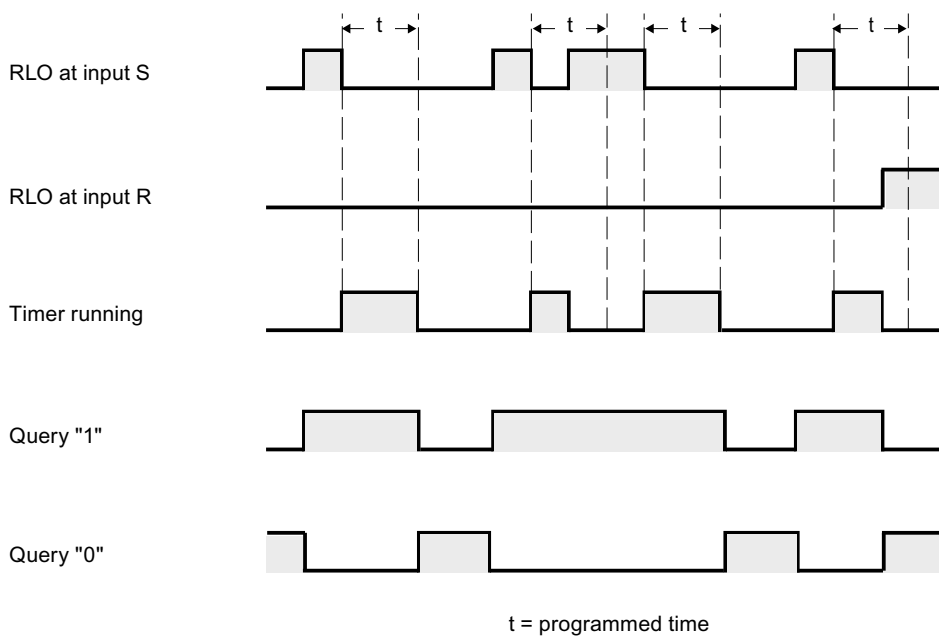 t t t t
RLO at input S
RLO at input R
Timer running
Query "1"
Query "0"
t = programmed time